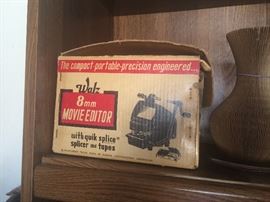 The compact-portable-precision engineered...
Walz
8mm
MOVIE EDITOR
with quik splice
splicer and tapes